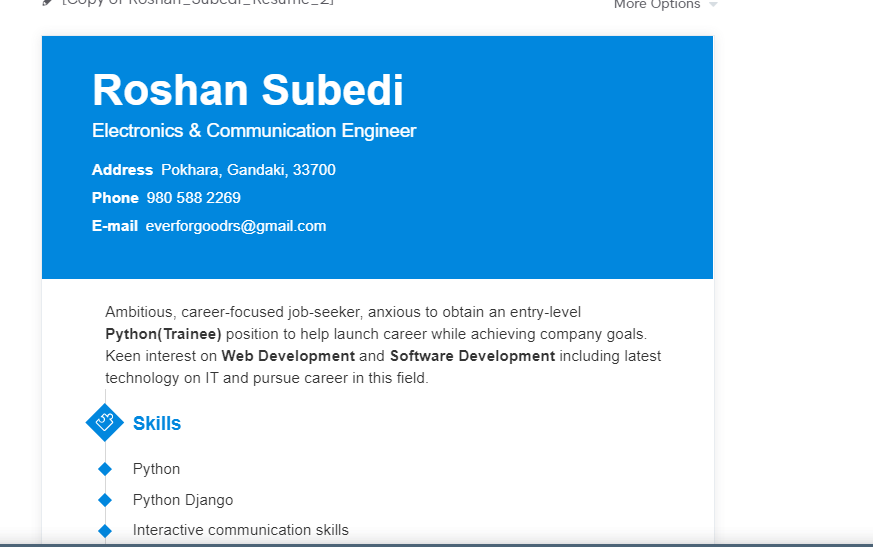 [Copy of Roshan_Subedi_Resume_2]
More Options
Roshan Subedi
Electronics & Communication Engineer
Address Pokhara, Gandaki, 33700
Phone 980 588 2269
E-mail everforgoodrs@gmail.com
Ambitious, career-focused job-seeker, anxious to obtain an entry-level
Python(Trainee) position to help launch career while achieving company goals.
Keen interest on Web Development and Software Development including latest
technology on IT and pursue career in this field.
Skills
Python
Python Django
Interactive communication skills